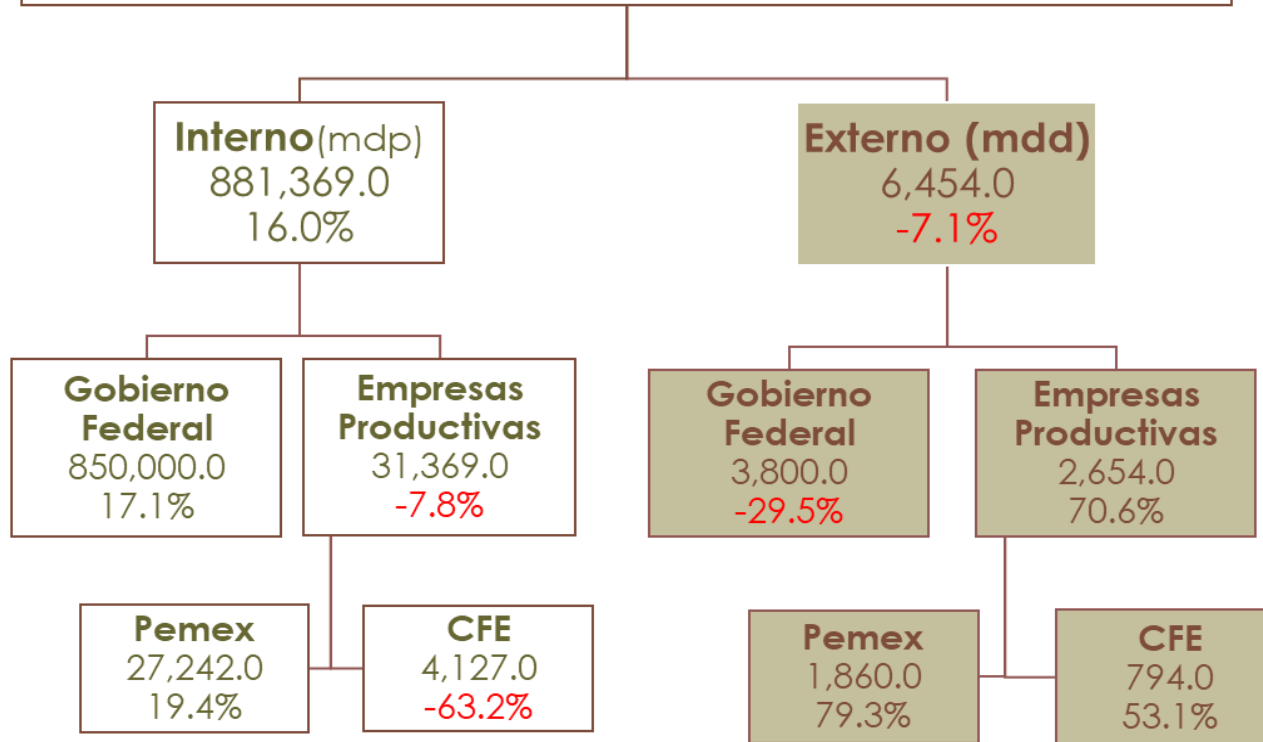 Interno(mdp)
881,369.0
16.0%
Externo (mdd)
6,454.0
-7.1%
Gobierno
Federal
850,000.0
17.1%
Empresas
Productivas
31,369.0
-7.8%
Gobierno
Federal
3,800.0
-29.5%
Empresas
Productivas
2,654.0
70.6%
Pemex
27,242.0
19.4%
CFE
4,127.0
-63.2%
Pemex
1,860.0
79.3%
CFE
794.0
53.1%